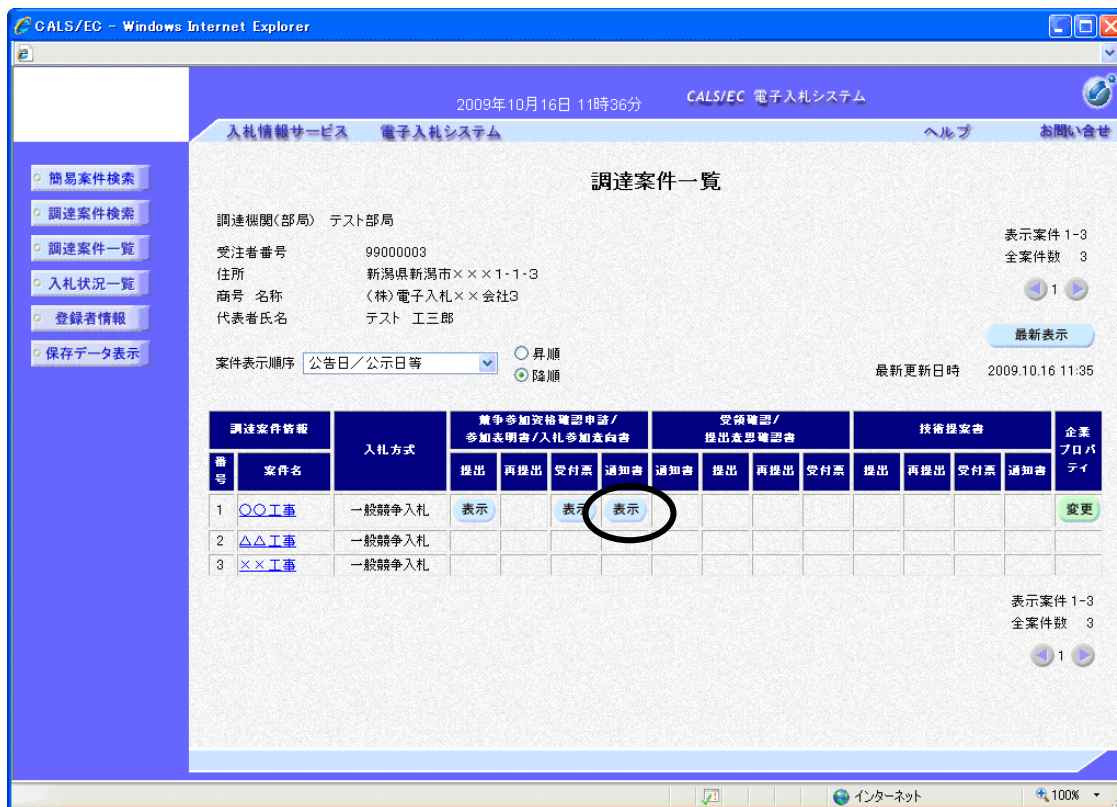 CALS/EC - Windows Internet Explorer
2009年10月16日 11時36分
CALS/EC 電子入札システム
入札情報サービス 電子入札システム ヘルプ お問い合せ
簡易案件検索
調達案件検索
調達案件一覧
入札状況一覧
登録者情報
保存データ表示
調達案件一覧
調達機関(部局) テスト部局
受注者番号 99000003
住所 新潟県新潟市×××1-1-3
商号 名称 (株)電子入札××会社3
代表者氏名 テスト 工三郎
表示案件 1-3
全案件数 3
1
最新表示
案件表示順序 公告日/公示日等
昇順
降順
最新更新日時 2009.10.16 11:35
調達案件情報 入札方式 競争参加資格確認申請/参加表明書/入札参加意向書 受領確認/提出意思確認書 技術提案書 企業プロパティ
番号 案件名 提出 再提出 受付票 通知書 通知書 提出 再提出 受付票 提出 再提出 受付票 通知書
1 〇〇工事 一般競争入札 表示 表示 表示 変更
2 △△工事 一般競争入札
3 ××工事 一般競争入札
表示案件 1-3
全案件数 3
1
インターネット 100%